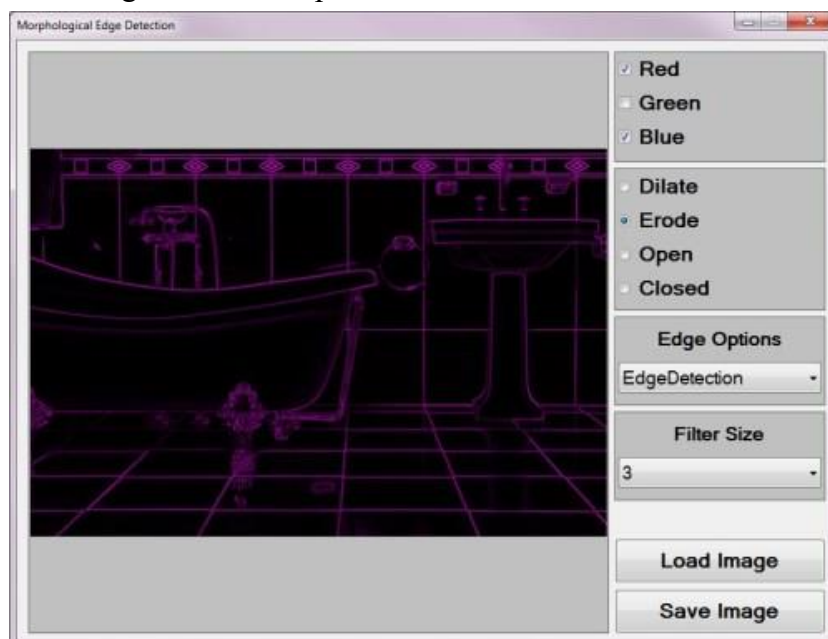 Morphological Edge Detection
Red
Green
Blue
Dilate
Erode
Open
Closed
Edge Options
EdgeDetection
Filter Size
3
Load Image
Save Image